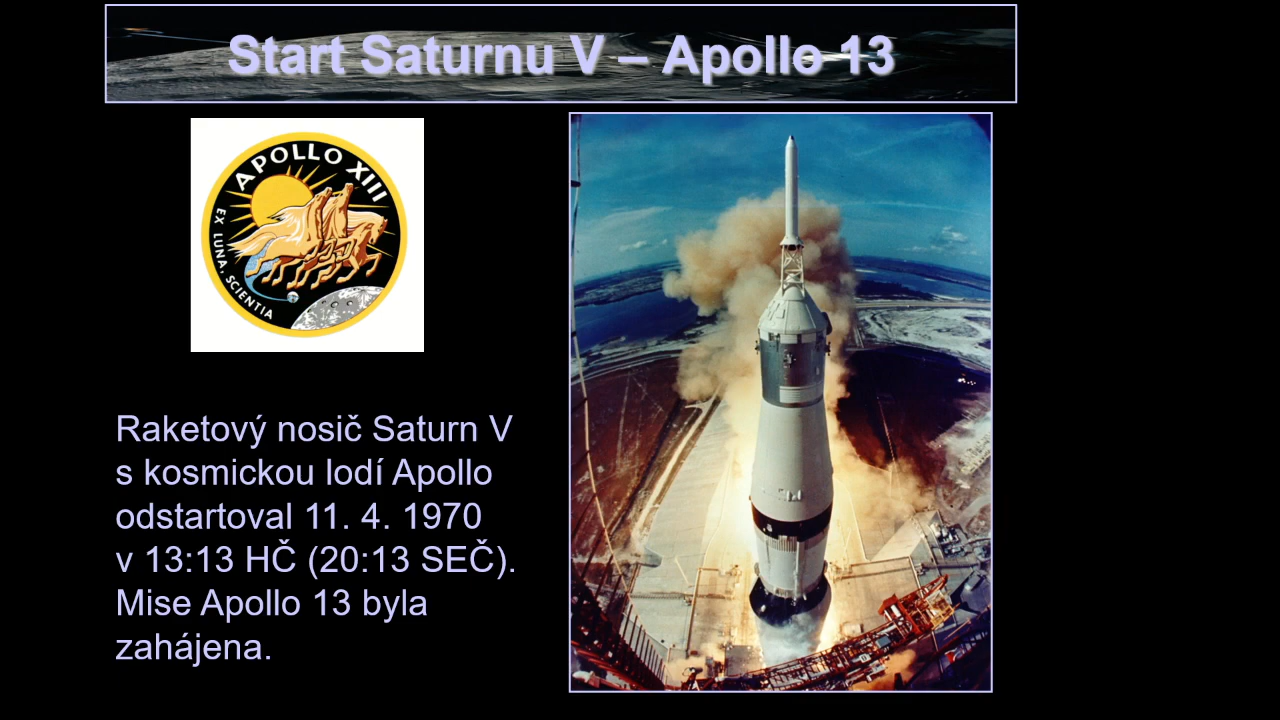 Start Saturnu V – Apollo 13
APOLLO XIII
EX LUNA, SCIENTIA
Raketový nosič Saturn V
s kosmickou lodí Apollo
odstartoval 11. 4. 1970
v 13:13 HČ (20:13 SEČ).
Mise Apollo 13 byla
zahájena.